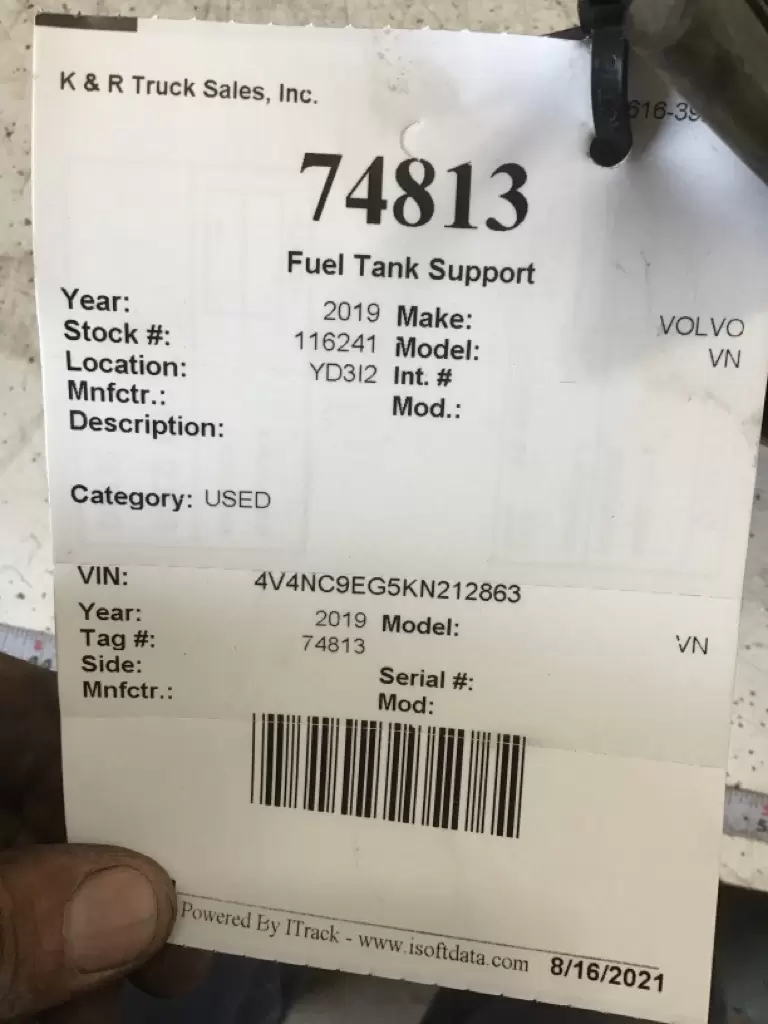 K & R Truck Sales, Inc.
616-39
74813
Fuel Tank Support
Year: 2019 Make: VOLVO
Stock #: 116241 Model: VN
Location: YD3I2 Int. #
Mnfctr.: Mod.:
Description:
Category: USED
VIN: 4V4NC9EG5KN212863
Year: 2019 Model: VN
Tag #: 74813
Side: Serial #:
Mnfctr.: Mod:
Powered By ITrack - www.isoftdata.com 8/16/2021